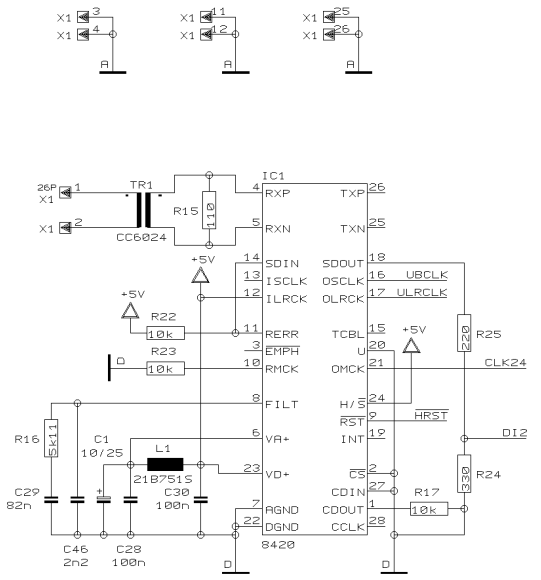 X1 3
X1 4
A
X1 11
X1 12
A
X1 25
X1 26
A
26P 1
X1
X1 2
TR1
CC6024
R15
110
IC1
4 RXP TXP 26
5 RXN TXN 25
14 SDIN SDOUT 18
13 ISCLK OSCLK 16 UBCLK
12 ILRCK OLRCK 17 ULRCLK
11 RERR TCBL 15
3 EMPH U 20
10 RMCK OMCK 21 CLK24
8 FILT H/S 24
RST 9 HRST
6 VA+ INT 19
23 VD+ CS 2
CDIN 27
7 AGND CDOUT 1
22 DGND CCLK 28
8420
+5V
+5V
R22
10k
R23
10k
D
+5V
R25
220
DI2
R24
330
R17
10k
R16
5k11
C1
10/25
+
L1
21B751S
C29
82n
C30
100n
C46
2n2
C28
100n
D
D